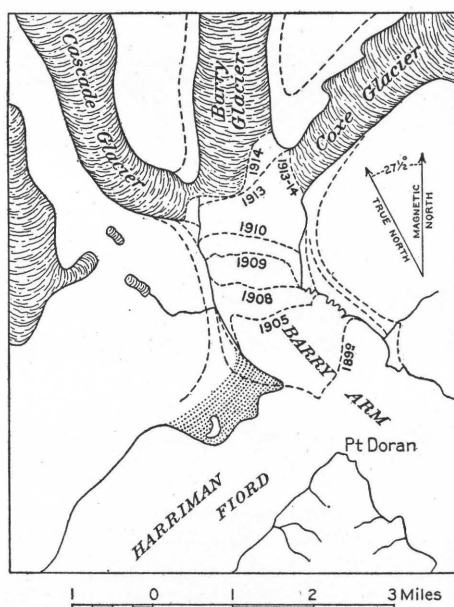 Cascade Glacier
Barry Glacier
Coxe Glacier
1914
1913
1913-14
27½°
TRUE NORTH
MAGNETIC NORTH
1910
1909
1908
1905
1899
BARRY ARM
Pt Doran
HARRIMAN FIORD
1 0 1 2 3 Miles